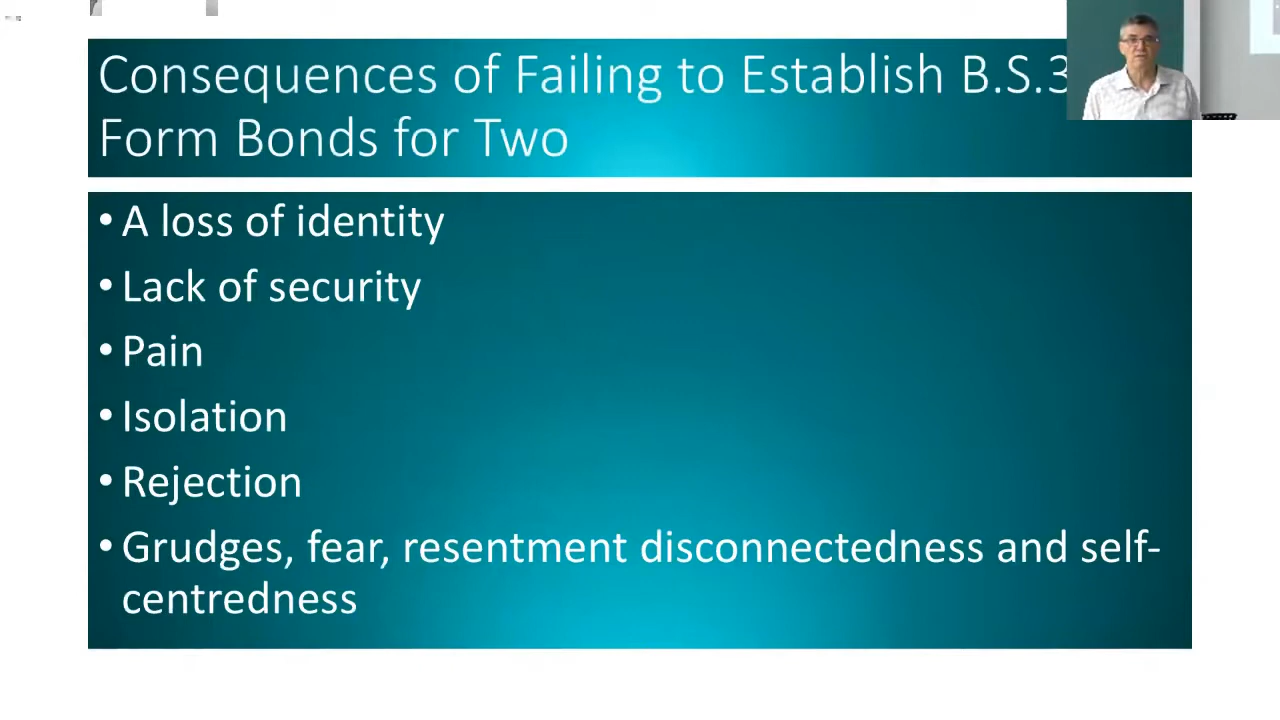 Consequences of Failing to Establish B.S.3
Form Bonds for Two
• A loss of identity
• Lack of security
• Pain
• Isolation
• Rejection
• Grudges, fear, resentment disconnectedness and self-
centredness